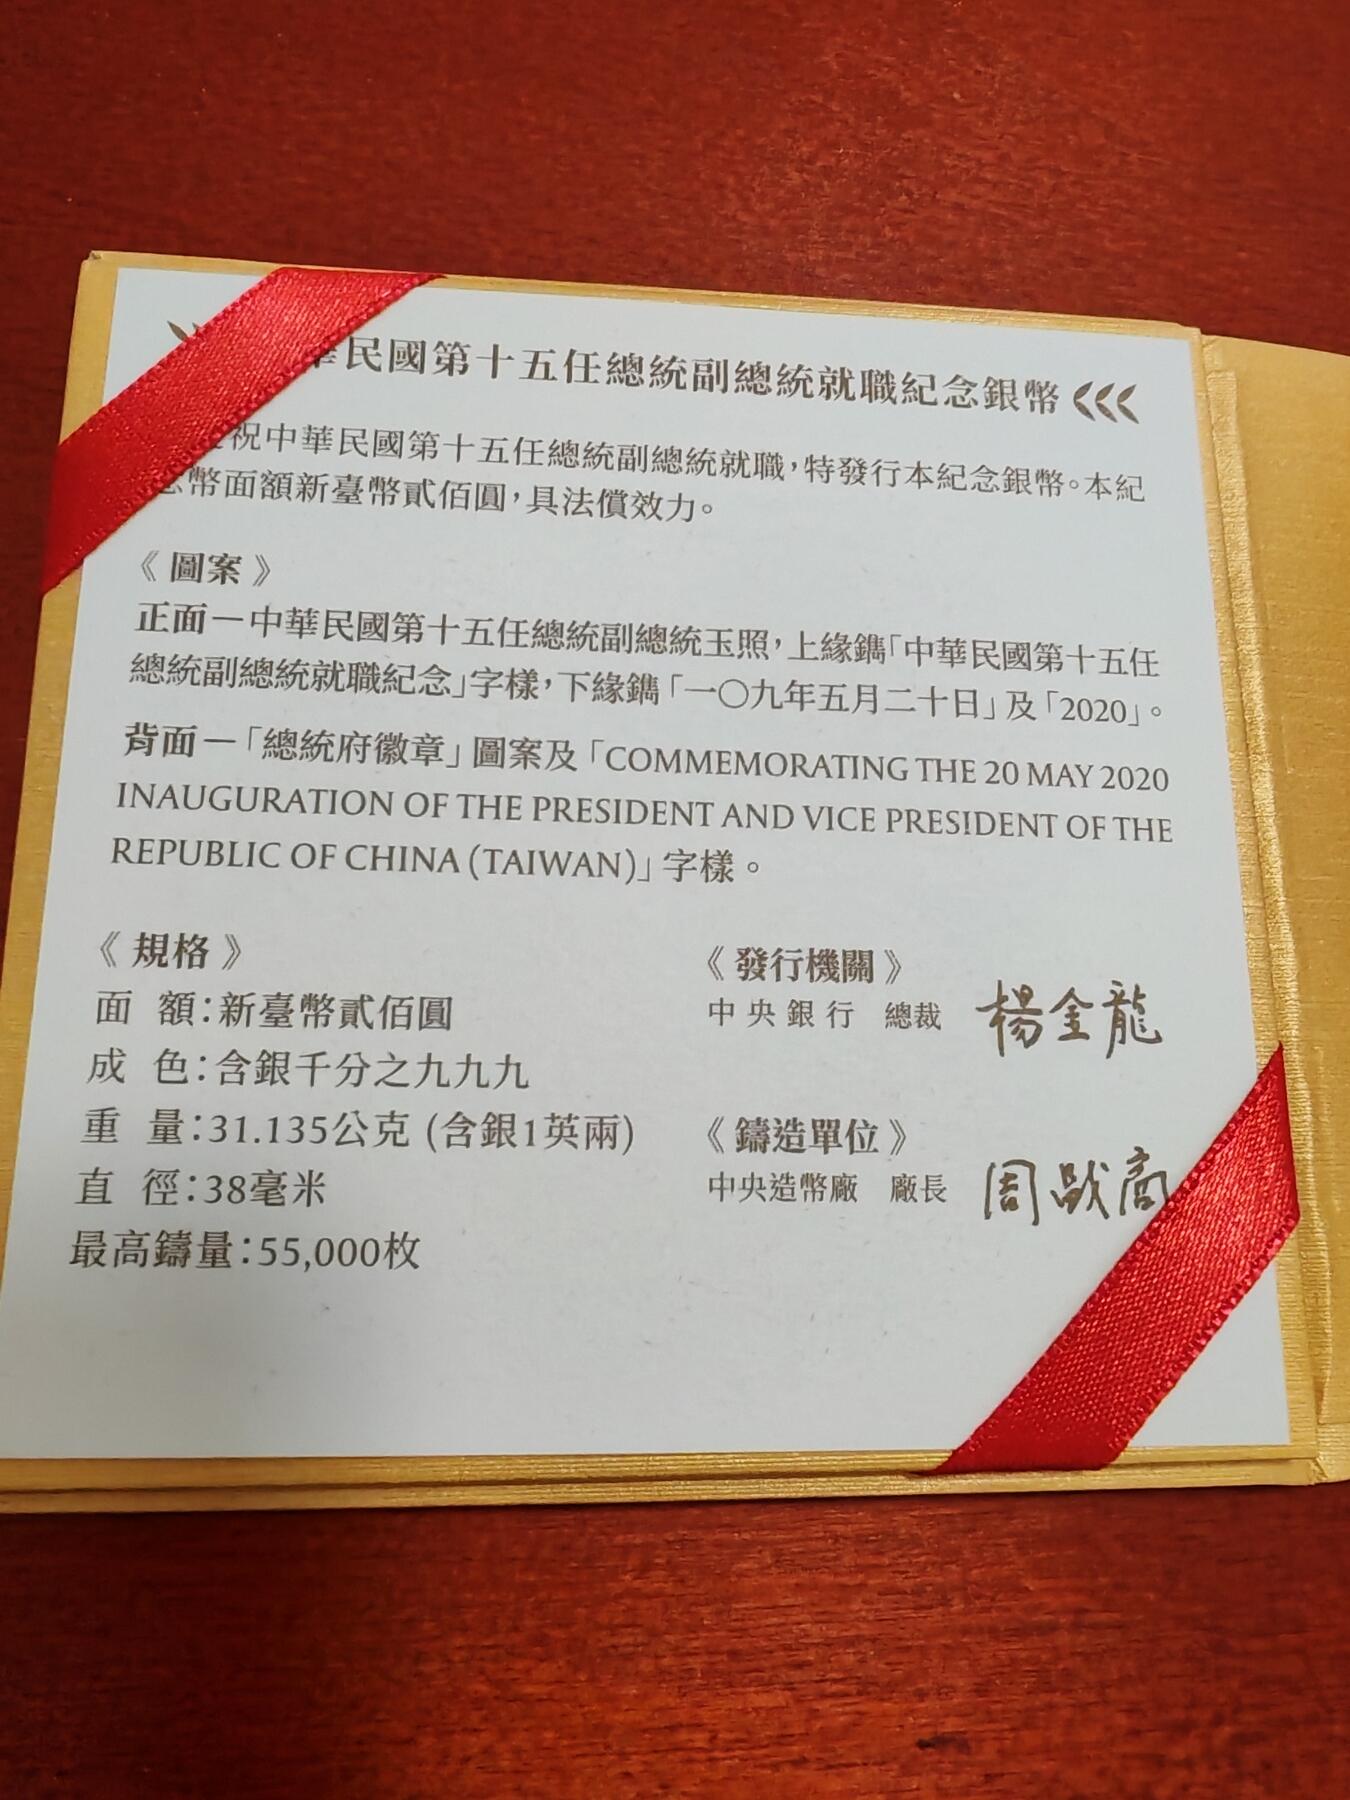 華民國第十五任總統副總統就職紀念銀幣
祝中華民國第十五任總統副總統就職，特發行本紀念銀幣。本紀
念幣面額新臺幣貳佰圓，具法償效力。
《 圖案 》
正面－中華民國第十五任總統副總統玉照，上緣鐫「中華民國第十五任
總統副總統就職紀念」字樣，下緣鐫「一〇九年五月二十日」及「2020」。
背面－「總統府徽章」圖案及「COMMEMORATING THE 20 MAY 2020
INAUGURATION OF THE PRESIDENT AND VICE PRESIDENT OF THE
REPUBLIC OF CHINA (TAIWAN)」字樣。
《 規格 》
面 額：新臺幣貳佰圓
成 色：含銀千分之九九九
重 量：31.135公克 (含銀1英兩)
直 徑：38毫米
最高鑄量：55,000枚
《 發行機關 》
中央銀行 總裁 楊金龍
《 鑄造單位 》
中央造幣廠 廠長 周